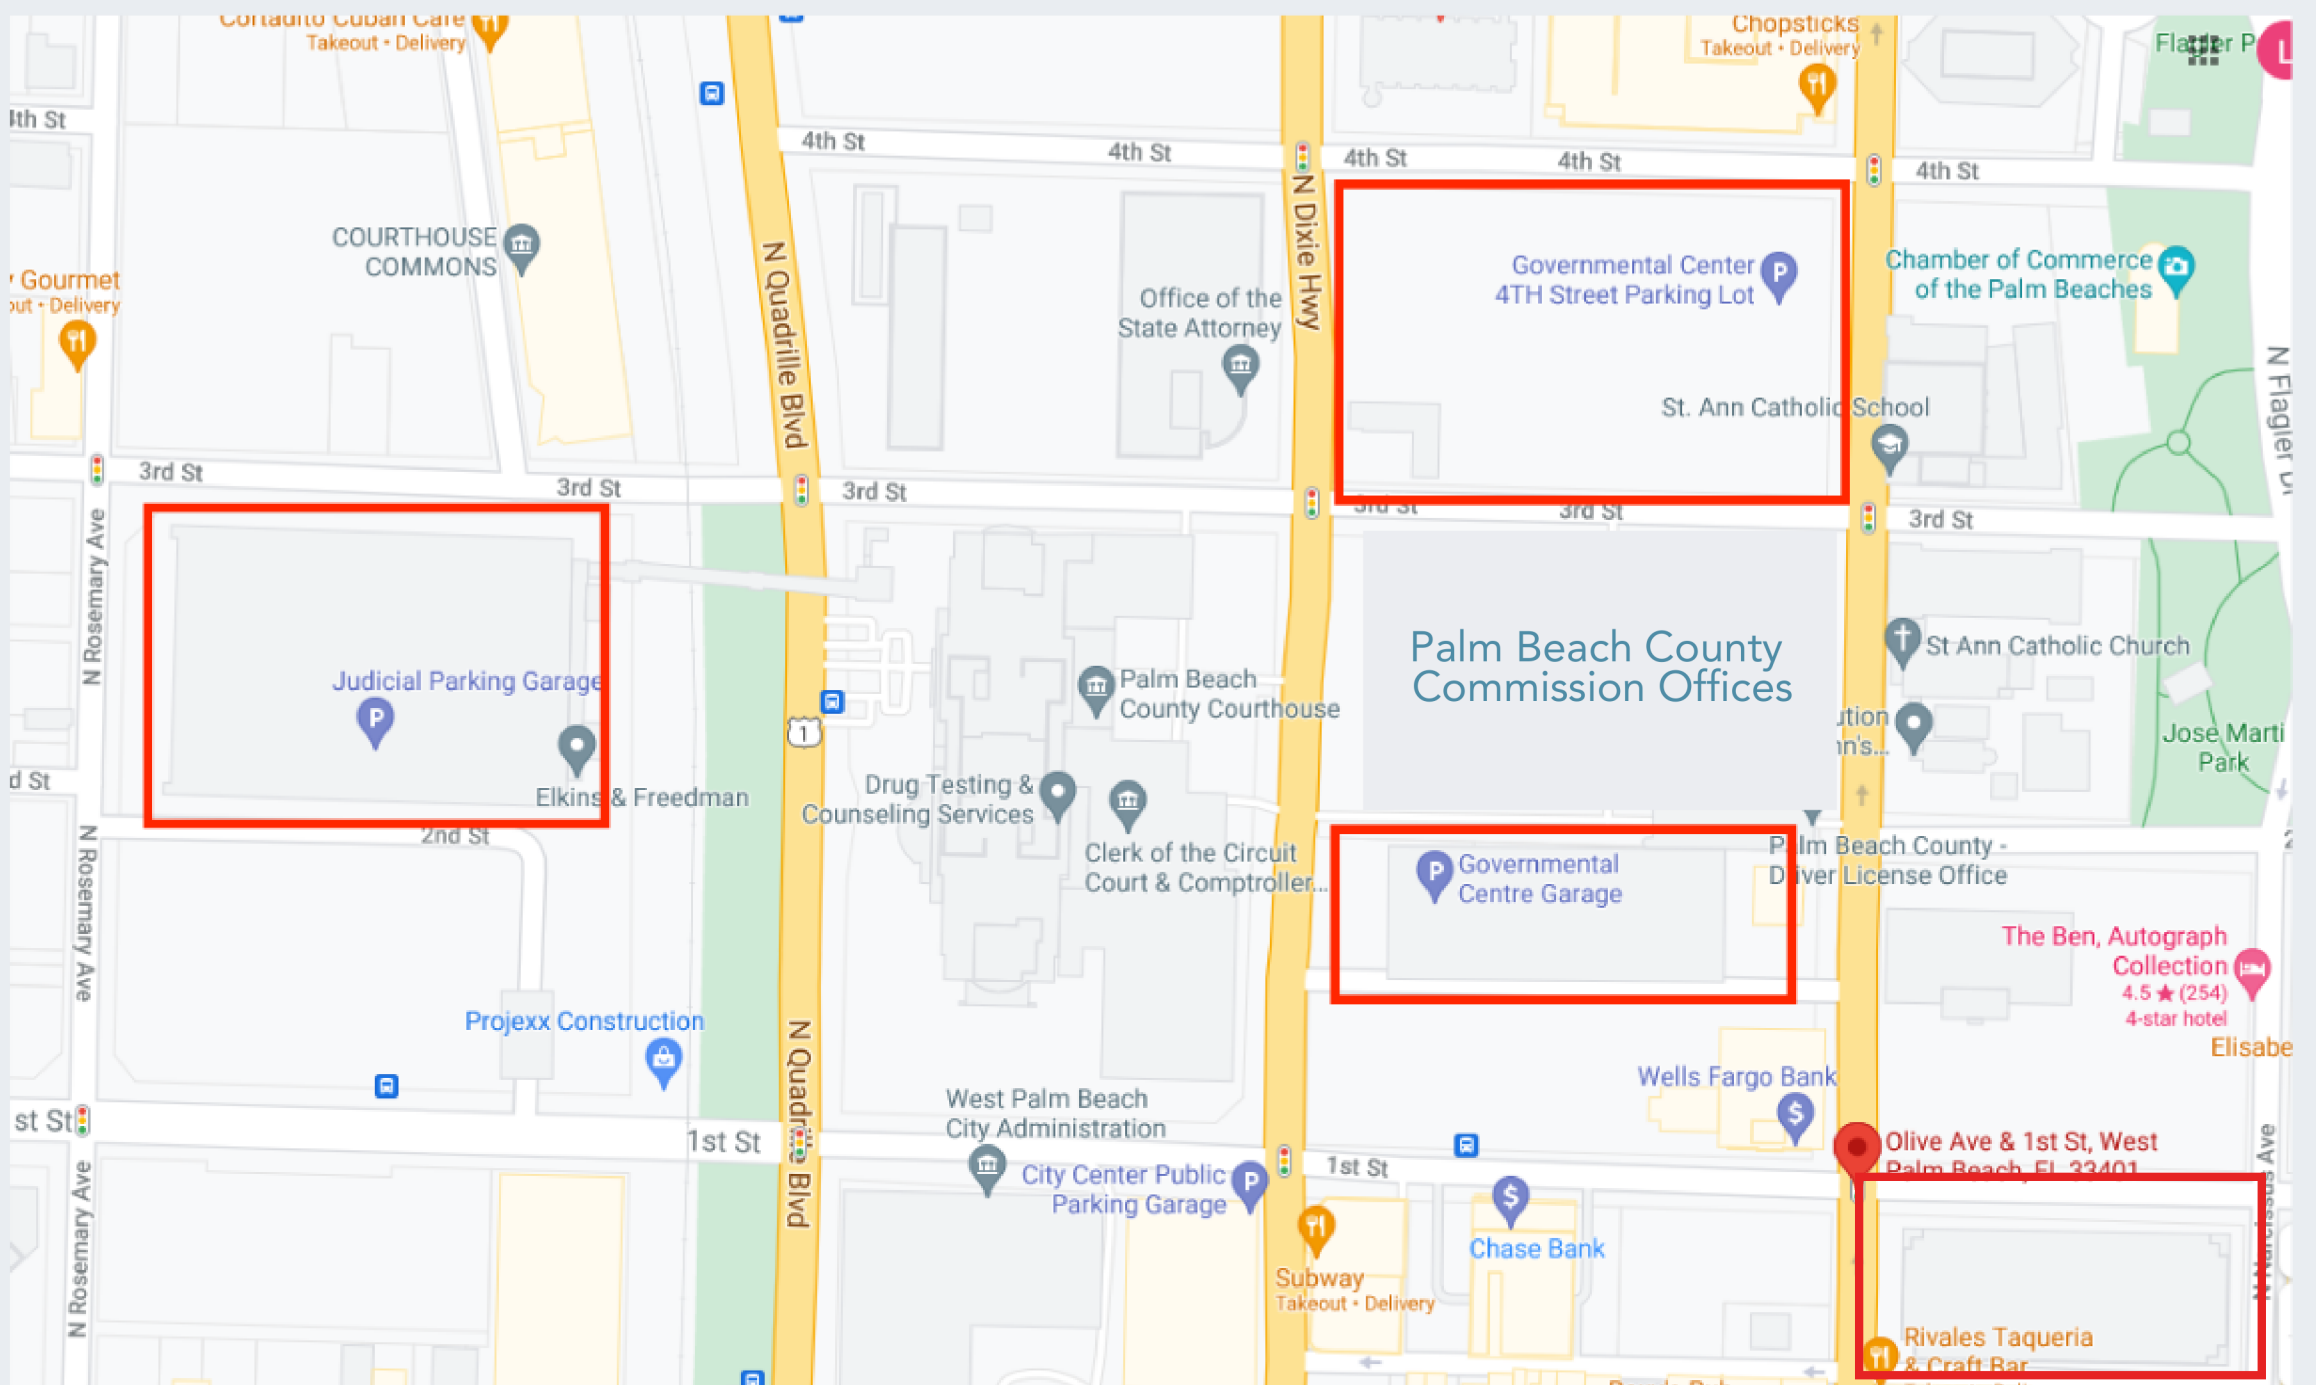 Cortadito Cuban Cafe
Takeout • Delivery
Chopsticks
Takeout • Delivery
4th St
4th St
4th St
4th St
4th St
4th St
COURTHOUSE
COMMONS
Gourmet
out • Delivery
N Quadrille Blvd
N Dixie Hwy
Office of the
State Attorney
Governmental Center
4TH Street Parking Lot
Chamber of Commerce
of the Palm Beaches
St. Ann Catholic School
N Flagler
3rd St
3rd St
3rd St
3rd St
3rd St
3rd St
N Rosemary Ave
Judicial Parking Garage
Elkins & Freedman
1
Palm Beach
County Courthouse
Drug Testing &
Counseling Services
Clerk of the Circuit
Court & Comptroller...
Palm Beach County
Commission Offices
St Ann Catholic Church
Jose Marti
Park
d St
2nd St
N Rosemary Ave
Governmental
Centre Garage
Palm Beach County -
Driver License Office
The Ben, Autograph
Collection
4.5 ★ (254)
4-star hotel
Elisabe
Projexx Construction
N Quadrille Blvd
Wells Fargo Bank
West Palm Beach
City Administration
City Center Public
Parking Garage
st St
1st St
1st St
Olive Ave & 1st St, West
Palm Beach, FL 33401
N Rosemary Ave
N Narcissus Ave
Subway
Takeout • Delivery
Chase Bank
Rivales Taqueria
& Craft Bar